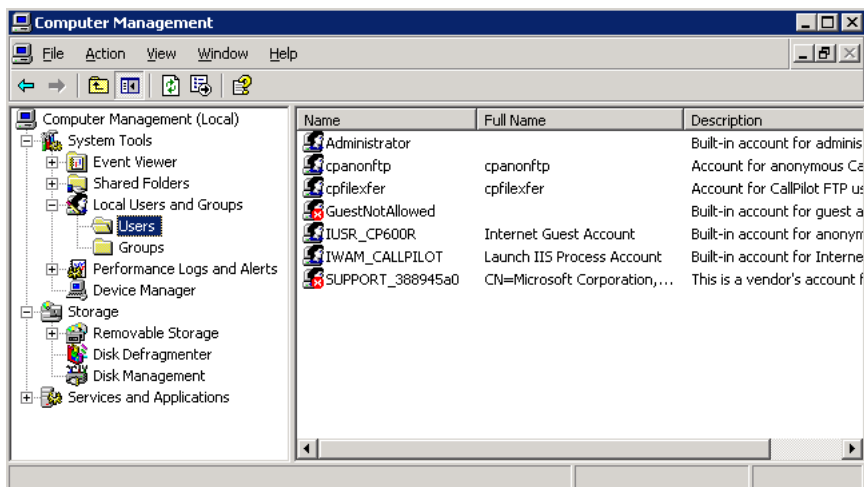 Computer Management
File Action View Window Help
Computer Management (Local)
System Tools
Event Viewer
Shared Folders
Local Users and Groups
Users
Groups
Performance Logs and Alerts
Device Manager
Storage
Removable Storage
Disk Defragmenter
Disk Management
Services and Applications
Name Full Name Description
Administrator Built-in account for adminis
cpanonftp cpanonftp Account for anonymous Ca
cpfilexfer cpfilexfer Account for CallPilot FTP us
GuestNotAllowed Built-in account for guest a
IUSR_CP600R Internet Guest Account Built-in account for anonym
IWAM_CALLPILOT Launch IIS Process Account Built-in account for Interne
SUPPORT_388945a0 CN=Microsoft Corporation,... This is a vendor's account f